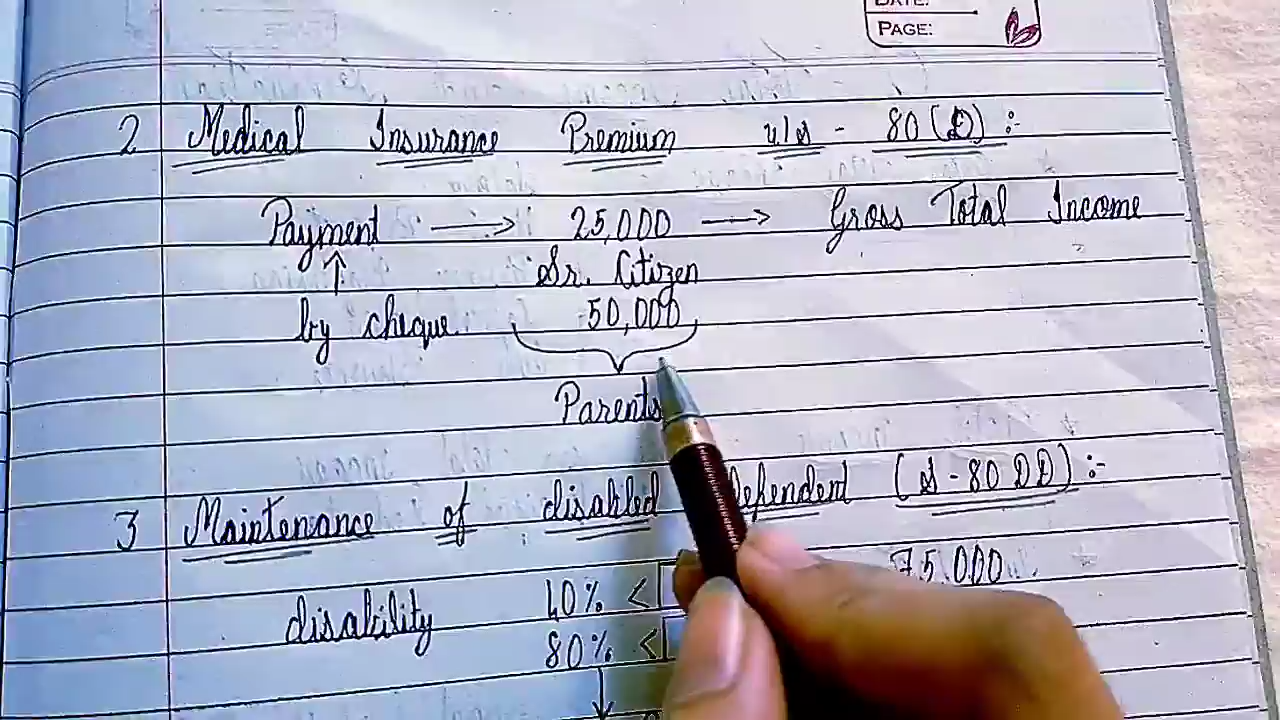 DATE:
PAGE:
2 Medical Insurance Premium u/s - 80(D) :-
Payment → 25,000 → Gross Total Income
↑ Sr. Citizen
by cheque 50,000
Parents
3 Maintenance of disabled dependent (S - 80 DD) :-
75,000
disability 40% <
80% <